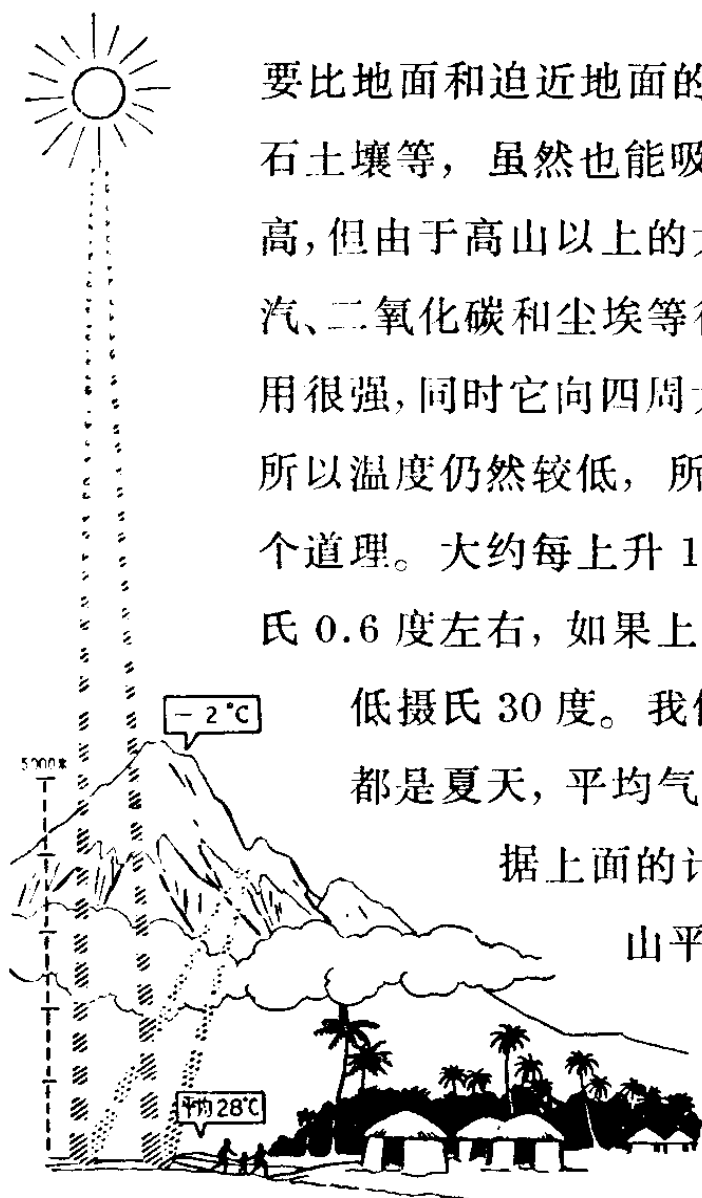 要比地面和迫近地面的
石土壤等，虽然也能吸
高，但由于高山以上的
汽、二氧化碳和尘埃等
用很强，同时它向四周
所以温度仍然较低，所
个道理。大约每上升 1
氏 0.6 度左右，如果上
低摄氏 30 度。我
都是夏天，平均气
据上面的
山平
－2℃
5000米
平均28℃